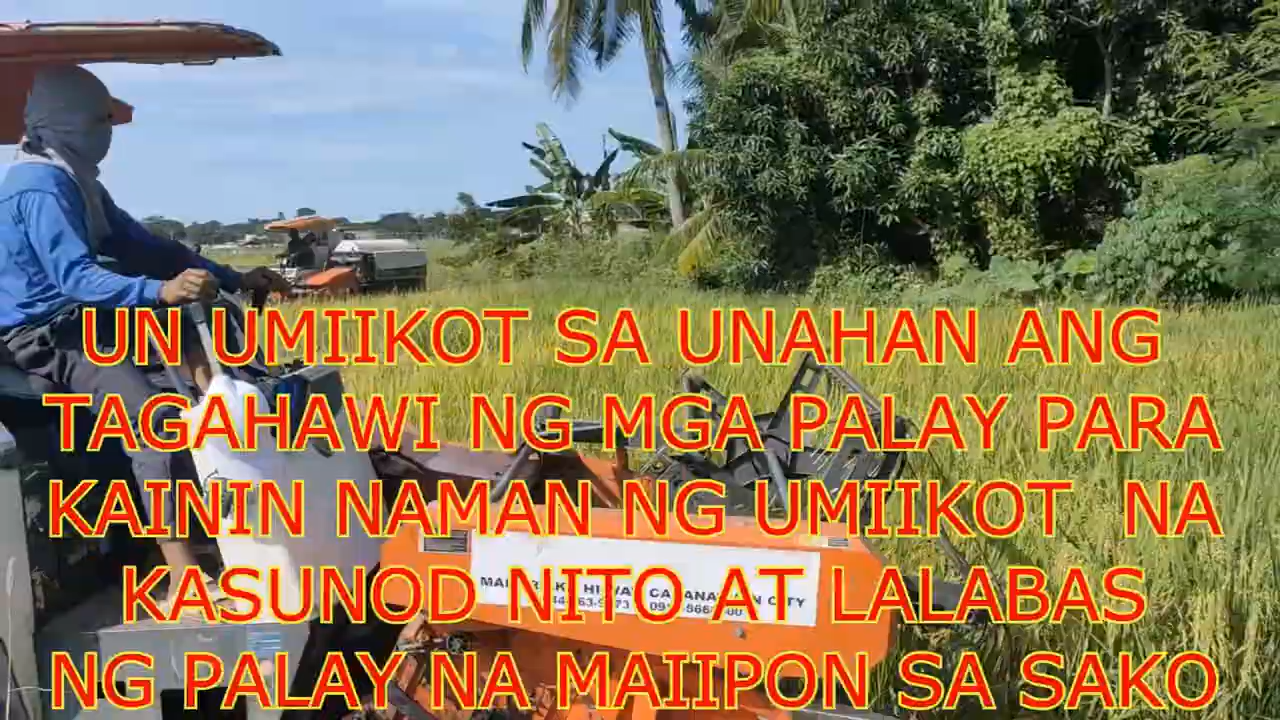 UN UMIIKOT SA UNAHAN ANG
TAGAHAWI NG MGA PALAY PARA
KAININ NAMAN NG UMIIKOT NA
KASUNOD NITO AT LALABAS
NG PALAY NA MAIIPON SA SAKO
CITY